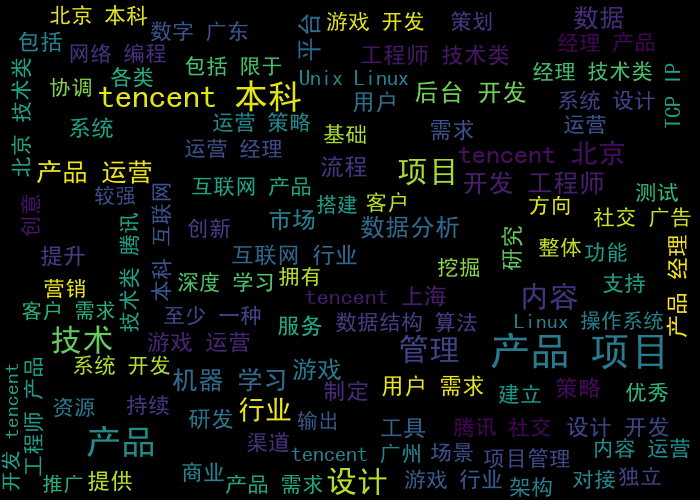 北京 本科
游戏 开发
策划
数据
数字 广东
平台
包括
网络 编程
工程师 技术类
经理 产品
包括 限于
各类
协调
Unix Linux
经理 技术类
TCP IP
tencent 本科
用户
后台 开发
系统 设计
北京 技术类
系统
运营 策略
基础
需求
运营
运营 经理
tencent 北京
产品 运营
流程
项目
开发 工程师
互联网 产品
较强
搭建
客户
方向
测试
创意
本科 互联网
创新
市场
数据分析
社交 广告
技术类 腾讯
研究
整体
功能
提升
互联网 行业
挖掘
产品 经理
营销
深度 学习
拥有
支持
tencent 上海
内容
客户 需求
至少 一种
服务
数据结构 算法
Linux 操作系统
技术
游戏 运营
管理
产品 项目
系统 开发
机器 学习
游戏
制定
用户 需求
建立
策略
优秀
开发 tencent
工程师 产品
资源
持续
研发
行业
输出
工具
腾讯 社交
设计 开发
产品
渠道
tencent 广州
场景
项目管理
内容 运营
推广
提供
商业
产品 需求
设计
游戏 行业
架构
对接
独立